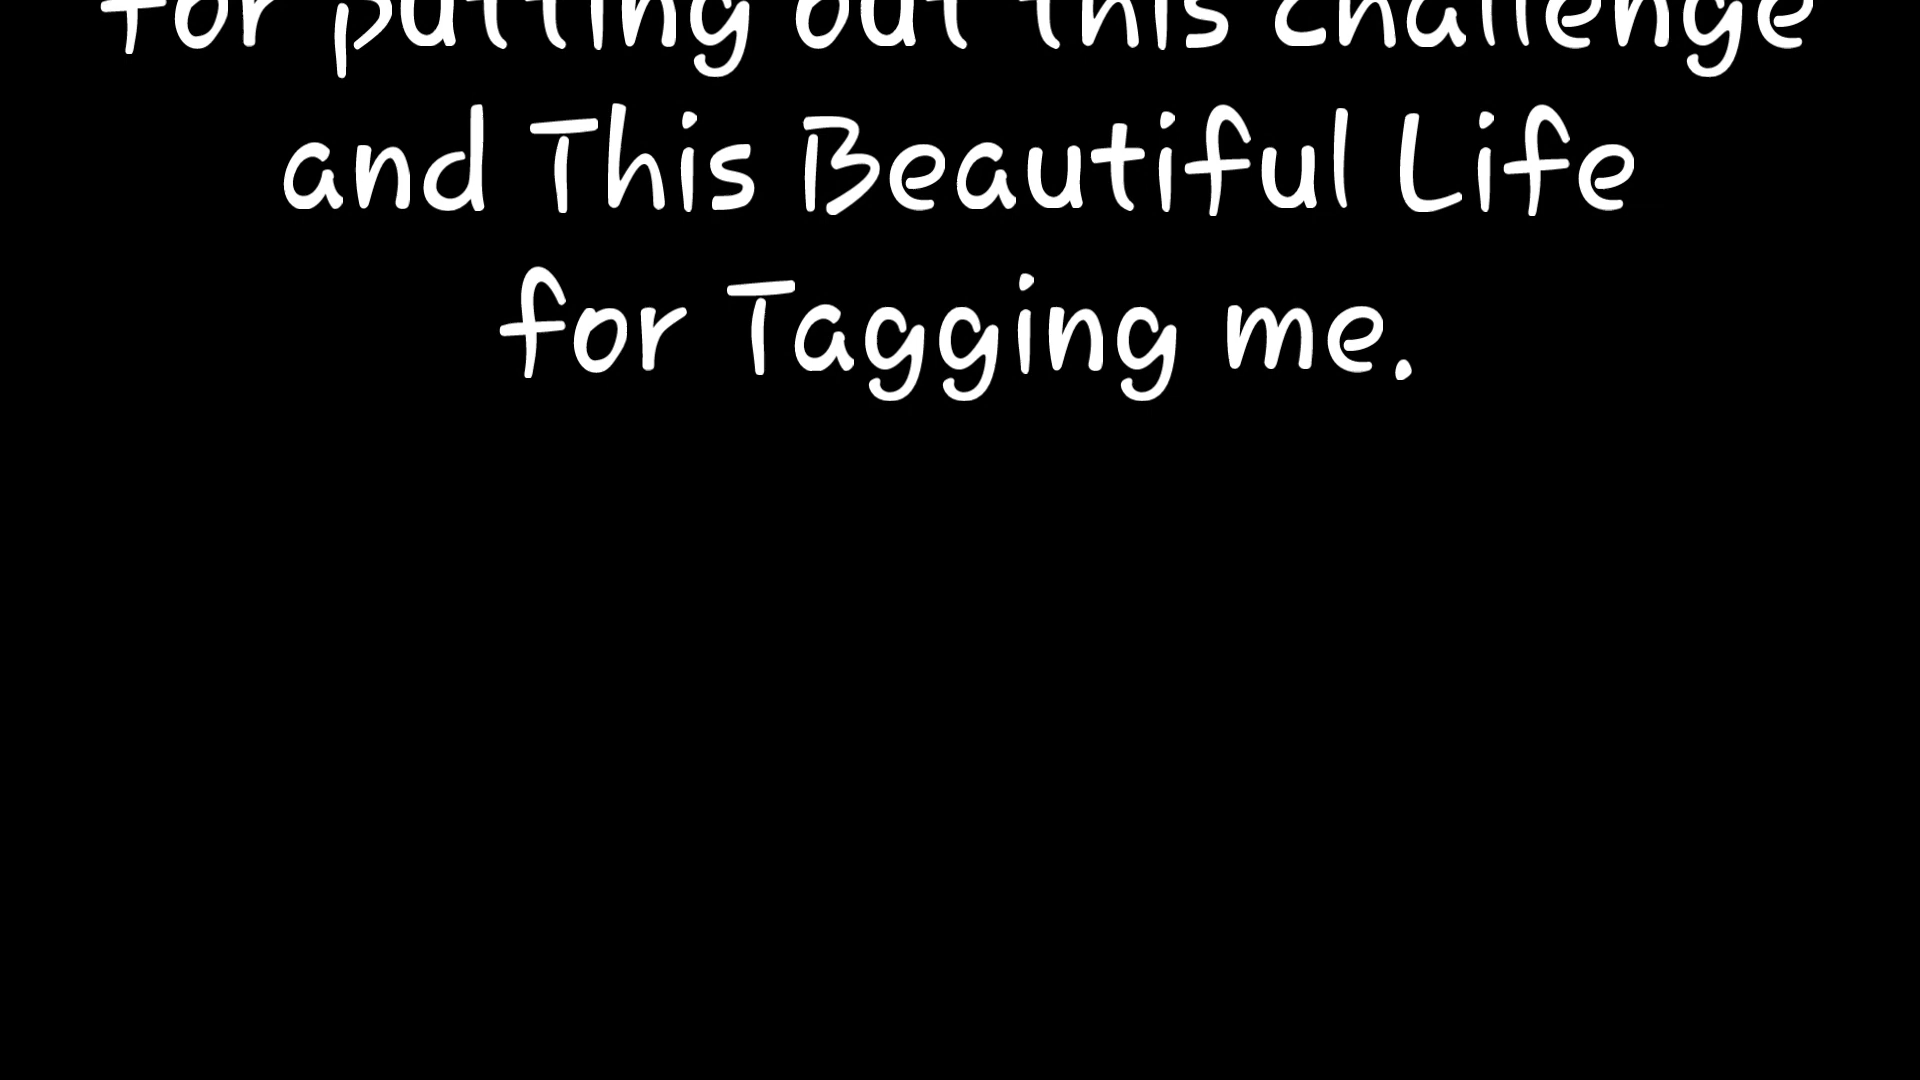 for putting out this challenge
and This Beautiful Life
for Tagging me.